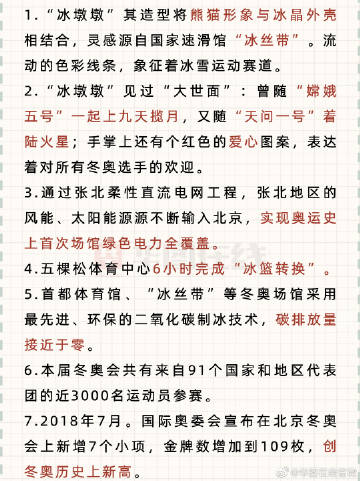 1.“冰墩墩”其造型将熊猫形象与冰晶外壳
相结合，灵感源自国家速滑馆“冰丝带”。流
动的色彩线条，象征着冰雪运动赛道。
2.“冰墩墩”见过“大世面”：曾随“嫦娥
五号”一起上九天揽月，又随“天问一号”着
陆火星；手掌上还有个红色的爱心图案，表达
着对所有冬奥选手的欢迎。
3.通过张北柔性直流电网工程，张北地区的
风能、太阳能源源不断输入北京，实现奥运史
上首次场馆绿色电力全覆盖。
4.五棵松体育中心6小时完成“冰篮转换”。
5.首都体育馆、“冰丝带”等冬奥场馆采用
最先进、环保的二氧化碳制冰技术，碳排放量
接近于零。
6.本届冬奥会共有来自91个国家和地区代表
团的近3000名运动员参赛。
7.2018年7月。国际奥委会宣布在北京冬奥
会上新增7个小项，金牌数增加到109枚，创
冬奥历史上新高。